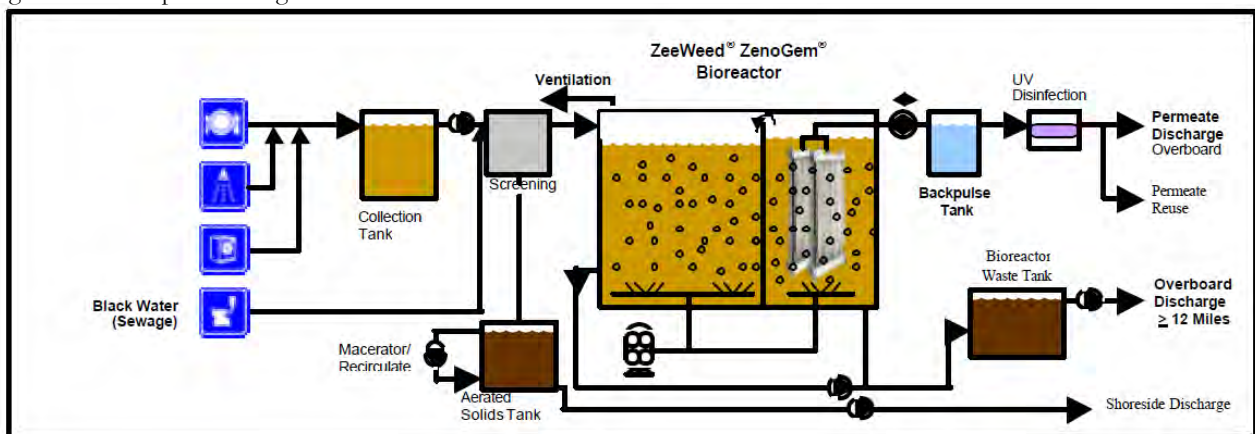 ZeeWeed® ZenoGem®
Bioreactor
Ventilation
UV
Disinfection
Permeate
Discharge
Overboard
Screening
Collection
Tank
Backpulse
Tank
Permeate
Reuse
Bioreactor
Waste Tank
Black Water
(Sewage)
Overboard
Discharge
≥ 12 Miles
Macerator/
Recirculate
Aerated
Solids Tank
Shoreside Discharge